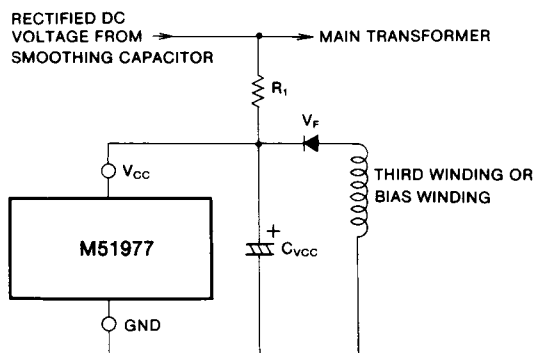 RECTIFIED DC
VOLTAGE FROM
SMOOTHING CAPACITOR
MAIN TRANSFORMER
R1
VF
VCC
THIRD WINDING OR
BIAS WINDING
M51977
+
CVCC
GND